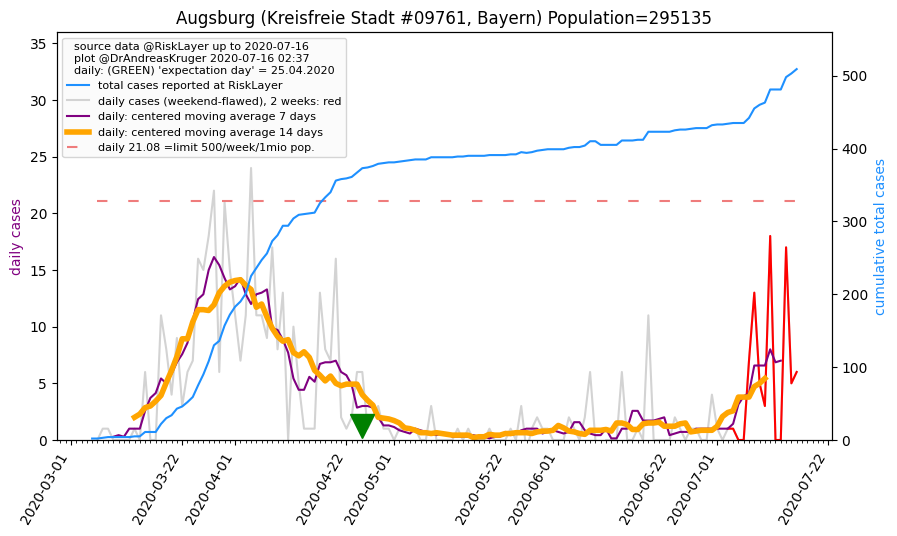 Augsburg (Kreisfreie Stadt #09761, Bayern) Population=295135
source data @RiskLayer up to 2020-07-16
plot @DrAndreasKruger 2020-07-16 02:37
daily: (GREEN) 'expectation day' = 25.04.2020
total cases reported at RiskLayer
daily cases (weekend-flawed), 2 weeks: red
daily: centered moving average 7 days
daily: centered moving average 14 days
daily 21.08 =limit 500/week/1mio pop.
daily cases
35
30
25
20
15
10
5
0
cumulative total cases
500
400
300
200
100
0
2020-03-01
2020-03-22
2020-04-01
2020-04-22
2020-05-01
2020-05-22
2020-06-01
2020-06-22
2020-07-01
2020-07-22